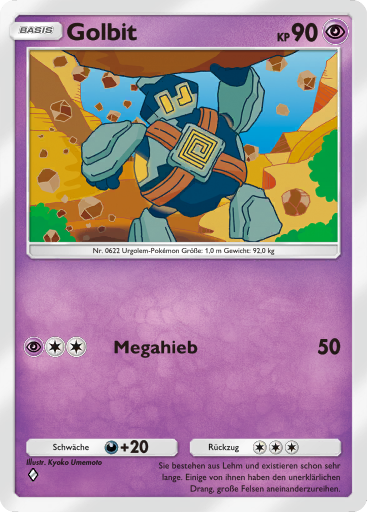 BASIS Golbit KP 90
Nr. 0622 Urgolem-Pokémon Größe: 1,0 m Gewicht: 92,0 kg
Megahieb 50
Schwäche +20 Rückzug
Illustr. Kyoko Umemoto
Sie bestehen aus Lehm und existieren schon sehr
lange. Einige von ihnen haben den unerklärlichen
Drang, große Felsen aneinanderzureihen.